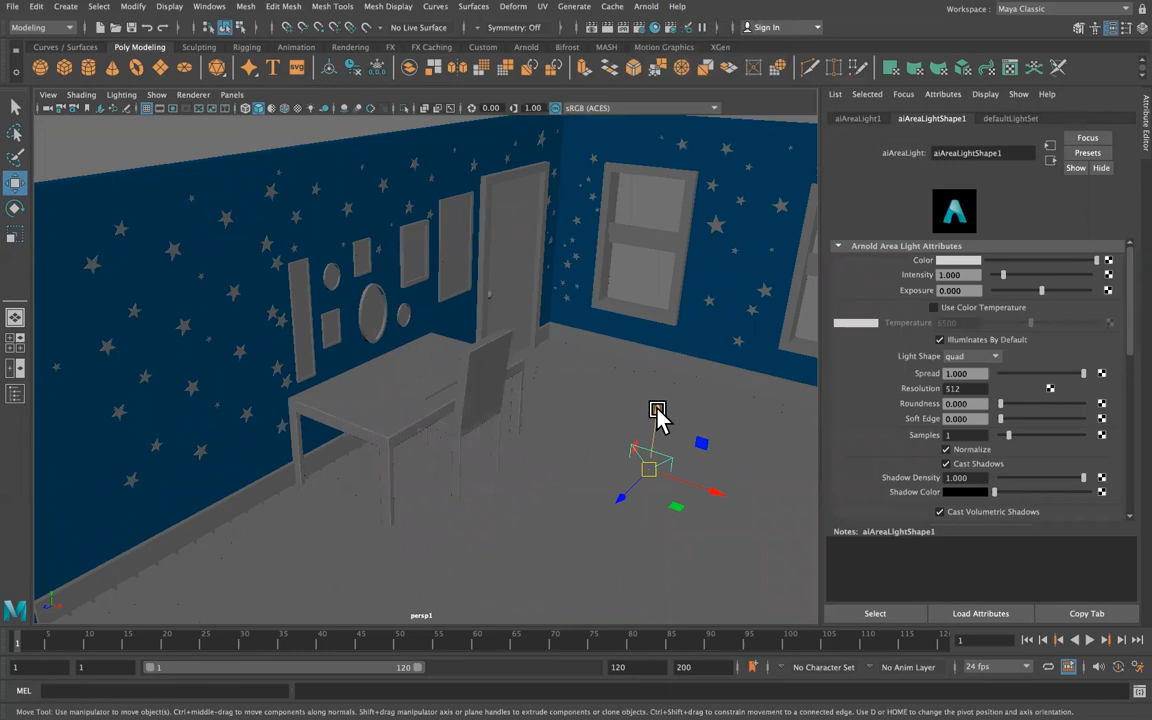 File Edit Create Select Modify Display Windows Mesh Edit Mesh Mesh Tools Mesh Display Curves Surfaces Deform UV Generate Cache Arnold Help
Workspace : Maya Classic
Modeling No Live Surface Symmetry: Off Sign In
Curves / Surfaces Poly Modeling Sculpting Rigging Animation Rendering FX FX Caching Custom Arnold Bifrost MASH Motion Graphics XGen
T SVG
View Shading Lighting Show Renderer Panels
0.00 1.00 sRGB (ACES)
persp1
List Selected Focus Attributes Display Show Help
aiAreaLight1 aiAreaLightShape1 defaultLightSet
Focus
aiAreaLight: aiAreaLightShape1
Presets
Show Hide
Arnold Area Light Attributes
Color
Intensity 1.000
Exposure 0.000
Use Color Temperature
Temperature 6500
Illuminates By Default
Light Shape quad
Spread 1.000
Resolution 512
Roundness 0.000
Soft Edge 0.000
Samples 1
Normalize
Cast Shadows
Shadow Density 1.000
Shadow Color
Cast Volumetric Shadows
Notes: aiAreaLightShape1
Select Load Attributes Copy Tab
Attribute Editor
1 5 10 15 20 25 30 35 40 45 50 55 60 65 70 75 80 85 90 95 100 105 110 115 120 1
1 1 1 120 120 200 No Character Set No Anim Layer 24 fps
MEL
Move Tool: Use manipulator to move object(s). Ctrl+middle-drag to move components along normals. Shift+drag manipulator axis or plane handles to extrude components or clone objects. Ctrl+Shift+drag to constrain movement to a connected edge. Use D or HOME to change the pivot position and axis orientation.